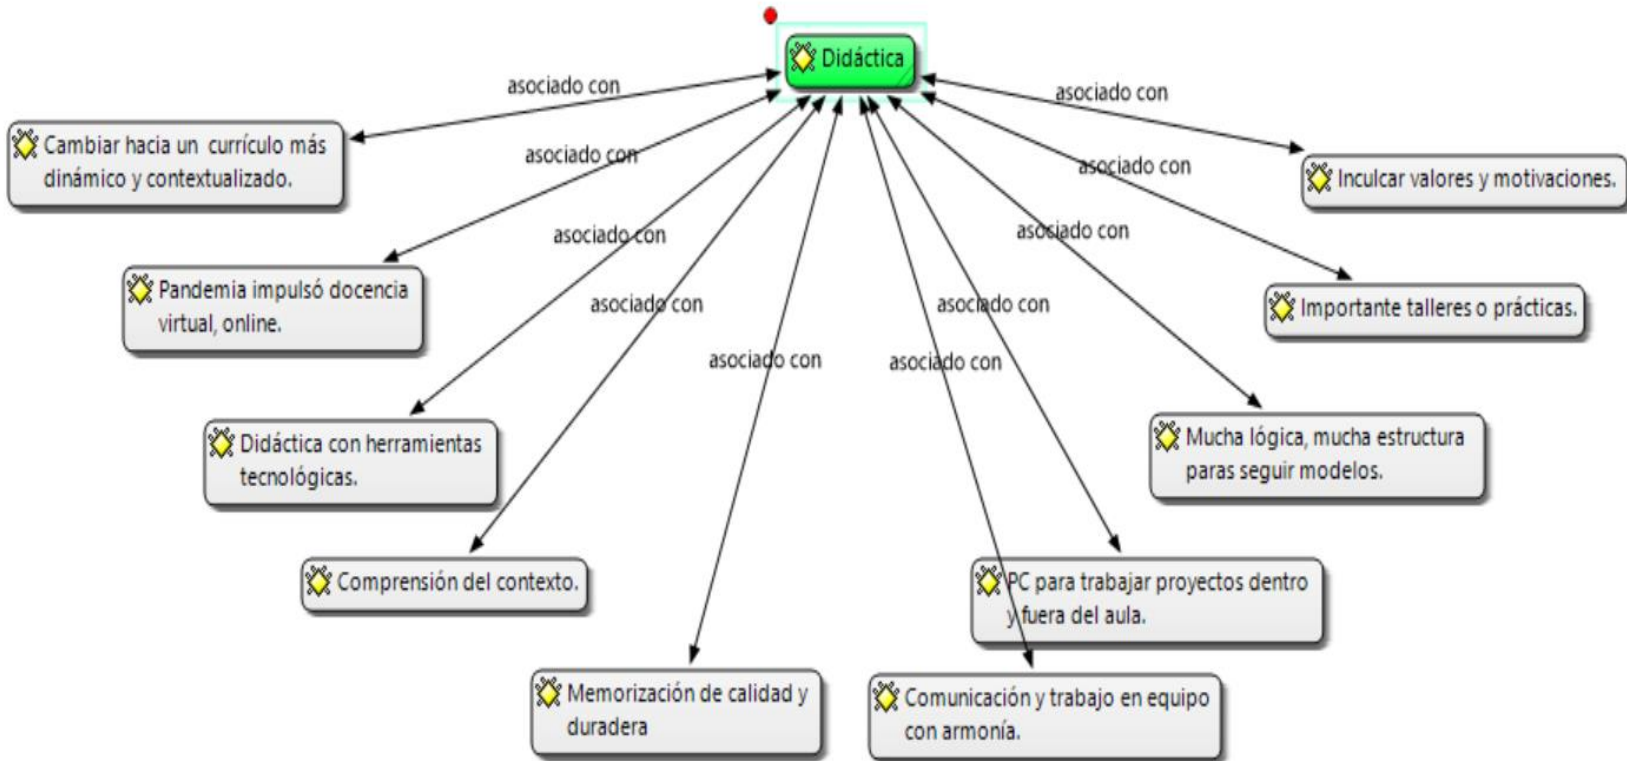 Didáctica
asociado con
asociado con
Cambiar hacia un currículo más
dinámico y contextualizado.
asociado con
Inculcar valores y motivaciones.
asociado con
asociado con
asociado con
Pandemia impulsó docencia
virtual, online.
Importante talleres o prácticas.
asociado con
asociado con
asociado con
asociado con
Didáctica con herramientas
tecnológicas.
Mucha lógica, mucha estructura
paras seguir modelos.
Comprensión del contexto.
PC para trabajar proyectos dentro
y fuera del aula.
Memorización de calidad y
duradera
Comunicación y trabajo en equipo
con armonía.